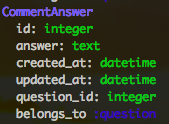 CommentAnswer
id: integer
answer: text
created_at: datetime
updated_at: datetime
question_id: integer
belongs_to :question